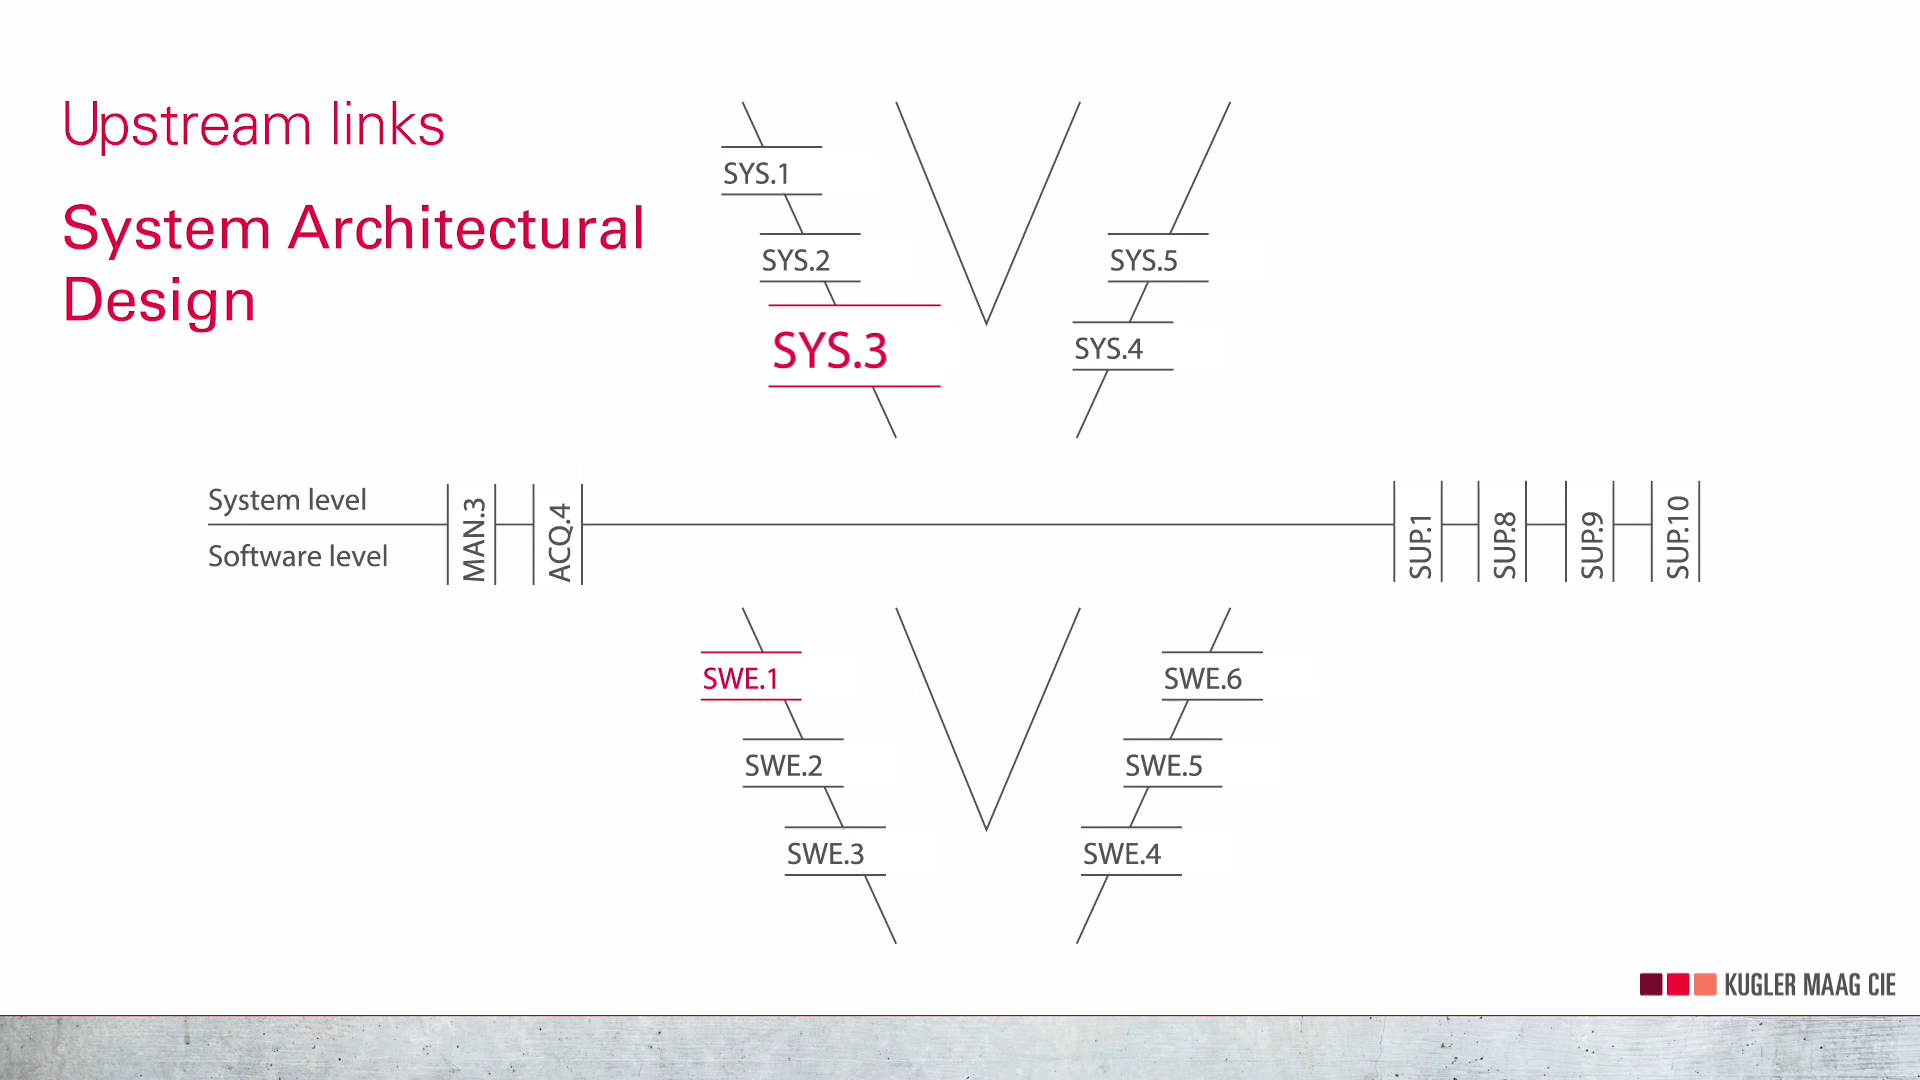 Upstream links
System Architectural
Design
SYS.1
SYS.2
SYS.3
SYS.5
SYS.4
System level
Software level
MAN.3
ACQ.4
SUP.1
SUP.8
SUP.9
SUP.10
SWE.1
SWE.2
SWE.3
SWE.6
SWE.5
SWE.4
KUGLER MAAG CIE